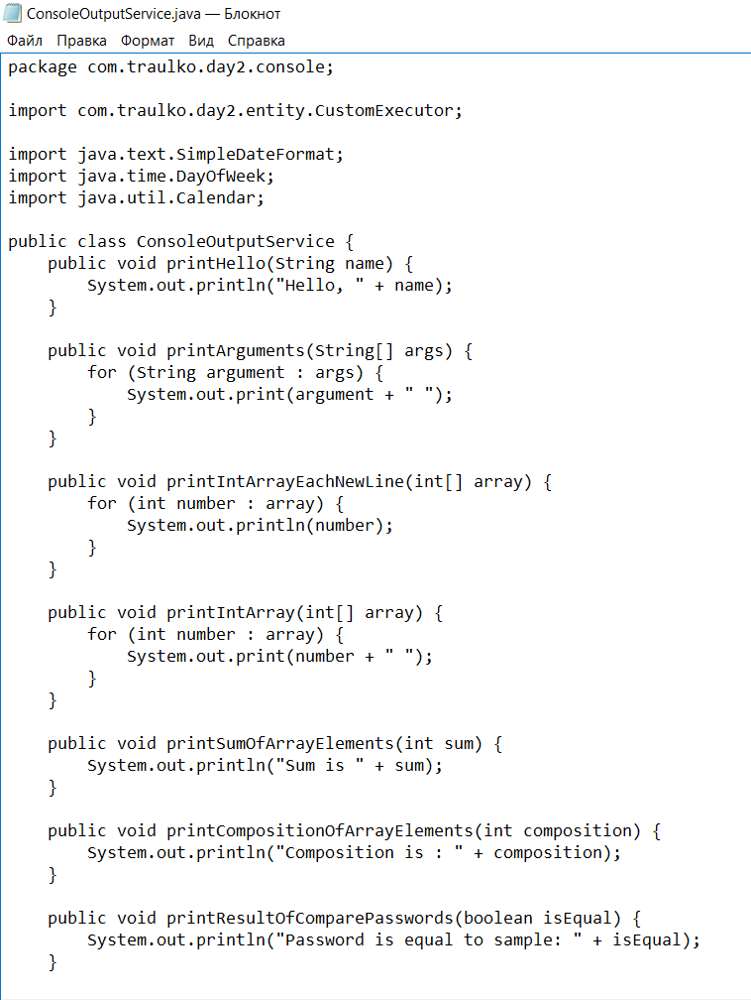 ConsoleOutputService.java — Блокнот
Файл Правка Формат Вид Справка
package com.traulko.day2.console;

import com.traulko.day2.entity.CustomExecutor;

import java.text.SimpleDateFormat;
import java.time.DayOfWeek;
import java.util.Calendar;

public class ConsoleOutputService {
    public void printHello(String name) {
        System.out.println("Hello, " + name);
    }

    public void printArguments(String[] args) {
        for (String argument : args) {
            System.out.print(argument + " ");
        }
    }

    public void printIntArrayEachNewLine(int[] array) {
        for (int number : array) {
            System.out.println(number);
        }
    }

    public void printIntArray(int[] array) {
        for (int number : array) {
            System.out.print(number + " ");
        }
    }

    public void printSumOfArrayElements(int sum) {
        System.out.println("Sum is " + sum);
    }

    public void printCompositionOfArrayElements(int composition) {
        System.out.println("Composition is : " + composition);
    }

    public void printResultOfComparePasswords(boolean isEqual) {
        System.out.println("Password is equal to sample: " + isEqual);
    }